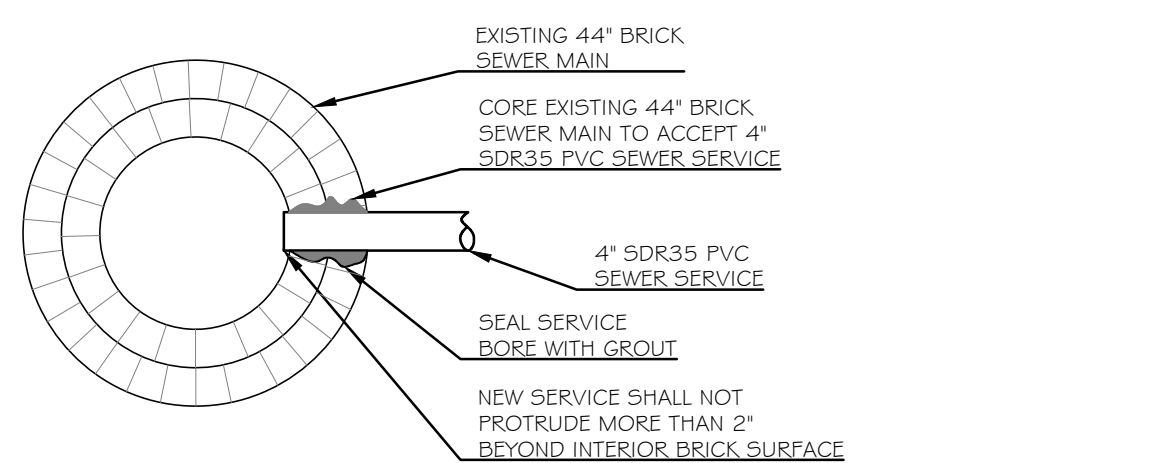 EXISTING 44" BRICK
SEWER MAIN
CORE EXISTING 44" BRICK
SEWER MAIN TO ACCEPT 4"
SDR35 PVC SEWER SERVICE
4" SDR35 PVC
SEWER SERVICE
SEAL SERVICE
BORE WITH GROUT
NEW SERVICE SHALL NOT
PROTRUDE MORE THAN 2"
BEYOND INTERIOR BRICK SURFACE